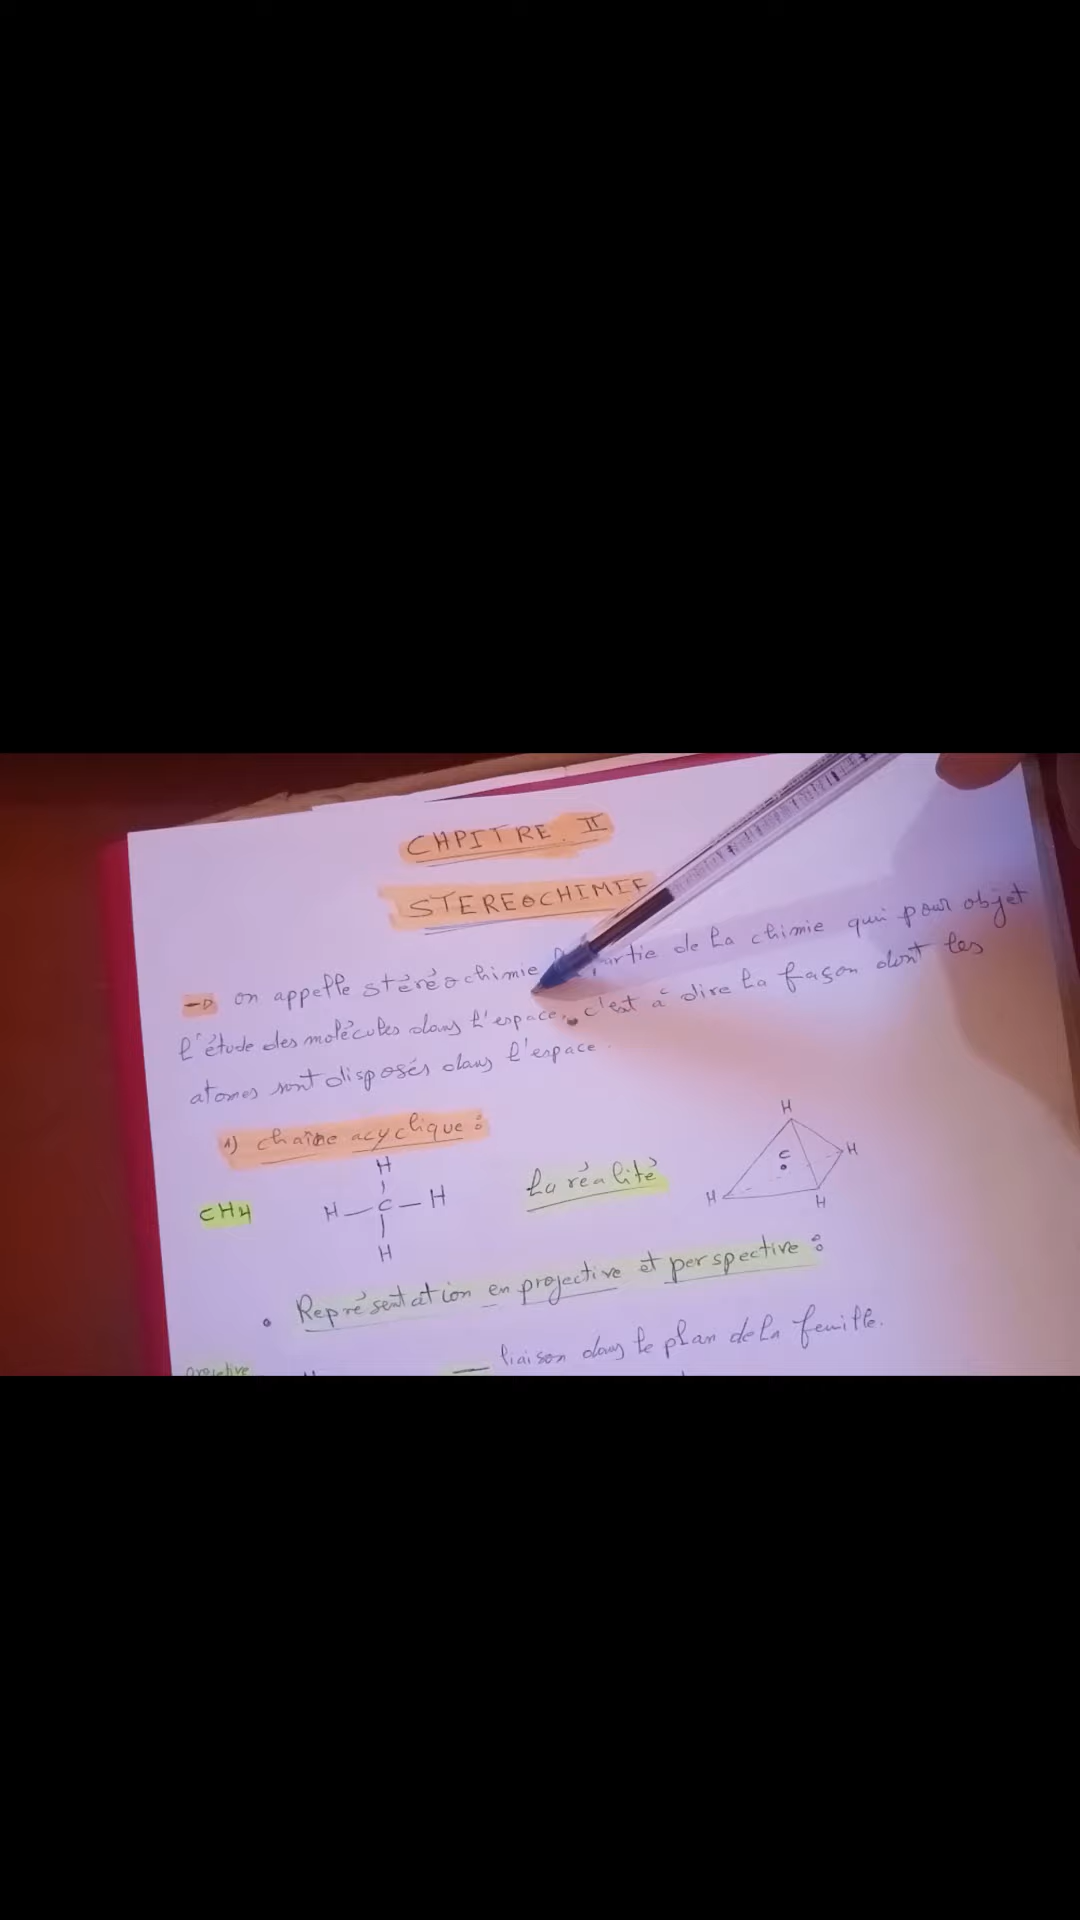 CHPITRE. II
STEREOCHIMIE
on appelle stéréochimie partie de la chimie qui pour objet
l'étude des molécules dans l'espace, c'est à dire la façon dont les
atomes sont disposés dans l'espace.
1) chaîne acyclique :
H
CH4 H — C — H La réalité
H
H
C
H
H
H
• Représentation en projective et perspective :
— liaison dans le plan de la feuille.